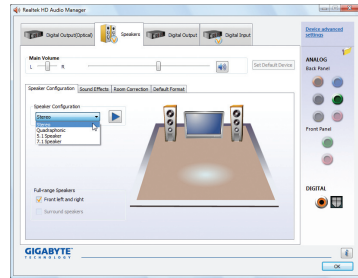 Realtek HD Audio Manager
Digital Output(Optical)
Speakers
Digital Output
Digital Input
Device advanced
settings
Main Volume
L
R
Set Default Device
ANALOG
Back Panel
Speaker Configuration
Sound Effects
Room Correction
Default Format
Speaker Configuration
Stereo
Stereo
Quadraphonic
5.1 Speaker
7.1 Speaker
Front Panel
Full-range Speakers
Front left and right
Surround speakers
DIGITAL
GIGABYTE
TECHNOLOGY
i
OK